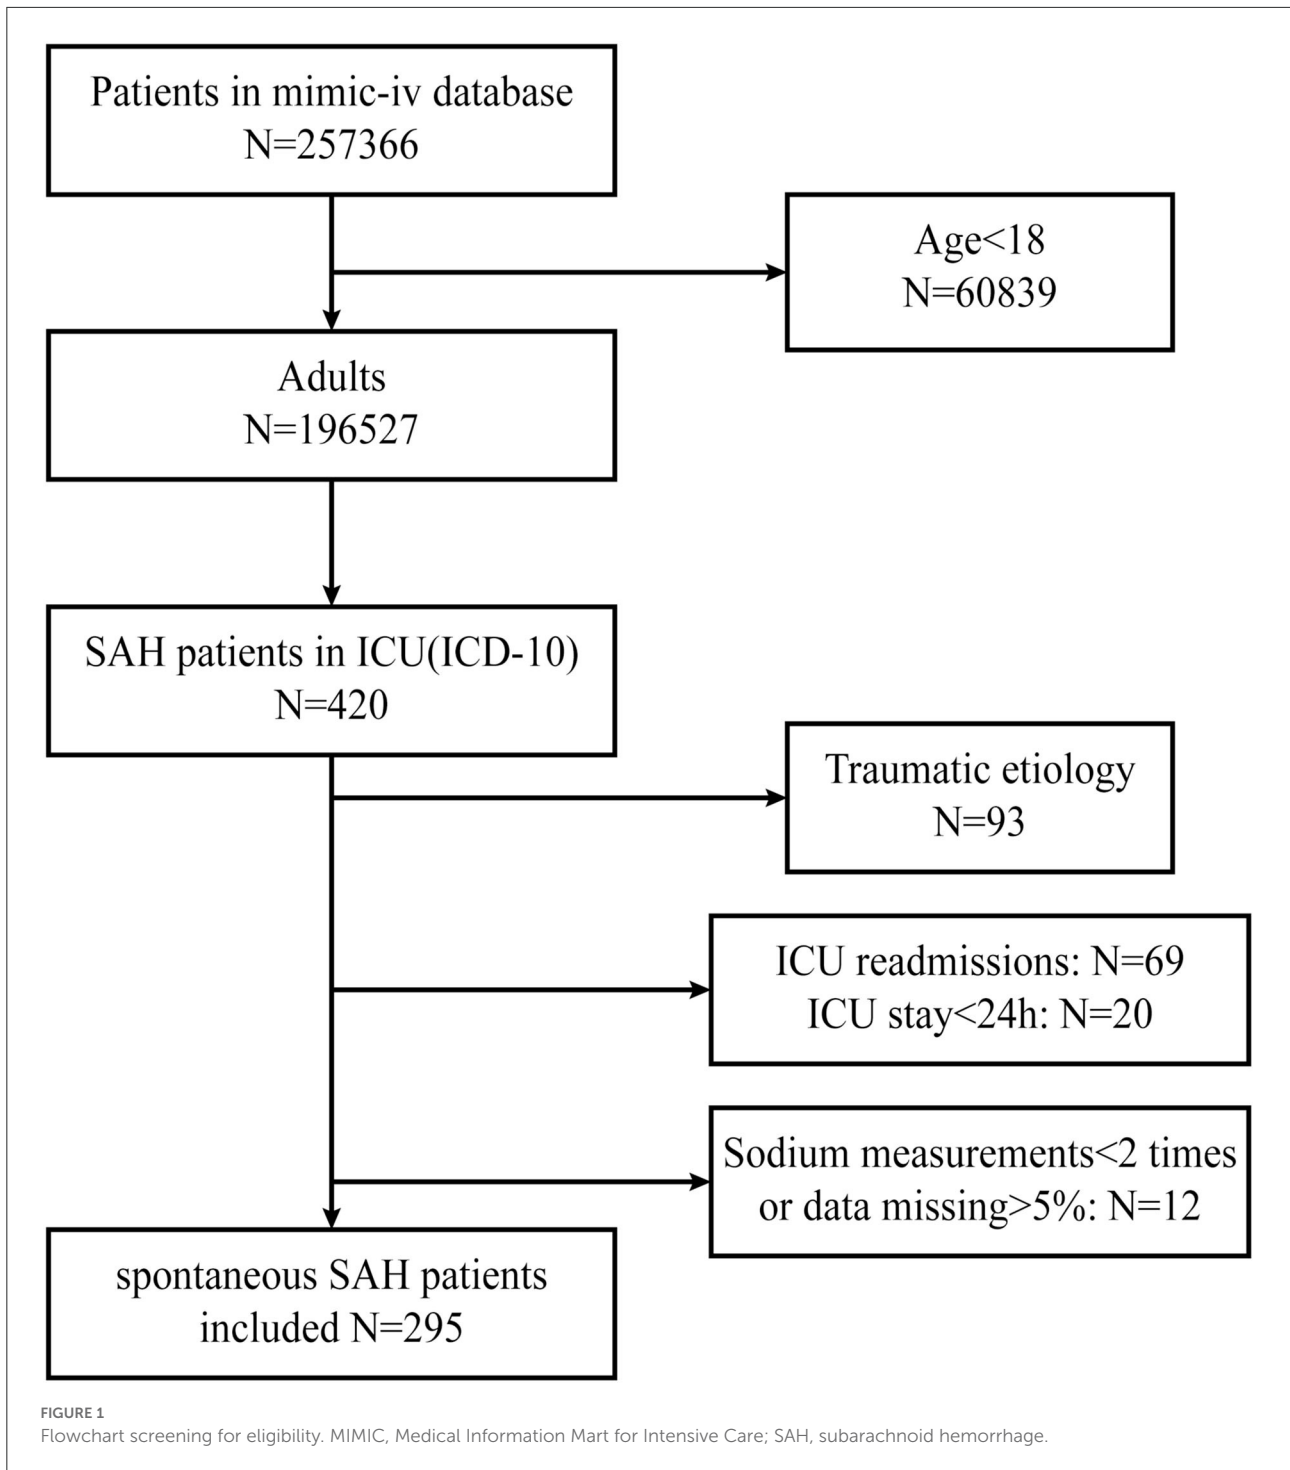 Patients in mimic-iv database
N=257366
Age<18
N=60839
Adults
N=196527
SAH patients in ICU(ICD-10)
N=420
Traumatic etiology
N=93
ICU readmissions: N=69
ICU stay<24h: N=20
Sodium measurements<2 times
or data missing>5%: N=12
spontaneous SAH patients
included N=295
FIGURE 1
Flowchart screening for eligibility. MIMIC, Medical Information Mart for Intensive Care; SAH, subarachnoid hemorrhage.